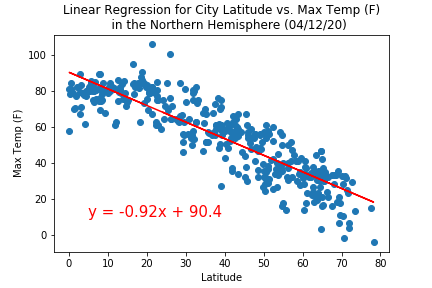 Linear Regression for City Latitude vs. Max Temp (F)
in the Northern Hemisphere (04/12/20)
100
80
60
40
20
0
Max Temp (F)
y = -0.92x + 90.4
0 10 20 30 40 50 60 70 80
Latitude